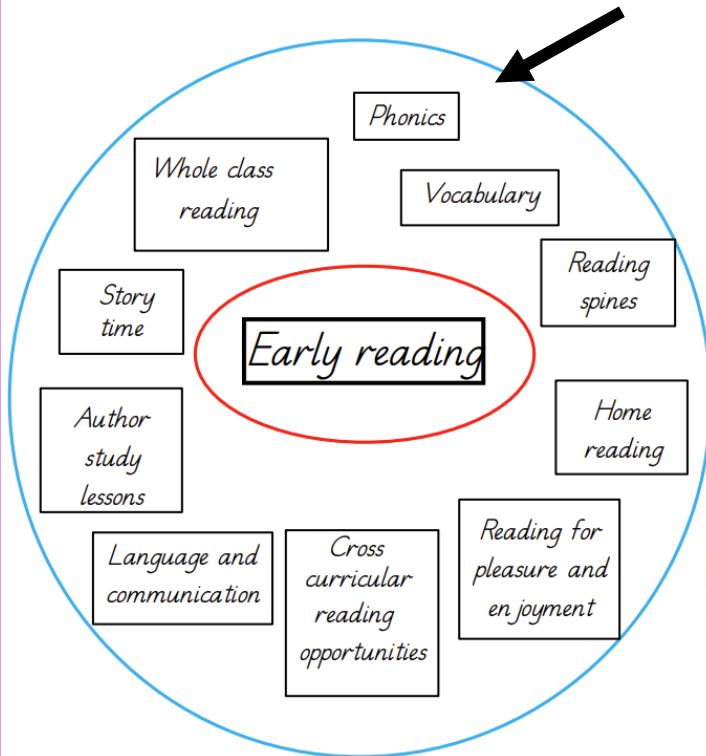 Phonics
Whole class
reading
Vocabulary
Reading
spines
Story
time
Early reading
Home
reading
Author
study
lessons
Reading for
pleasure and
enjoyment
Language and
communication
Cross
curricular
reading
opportunities